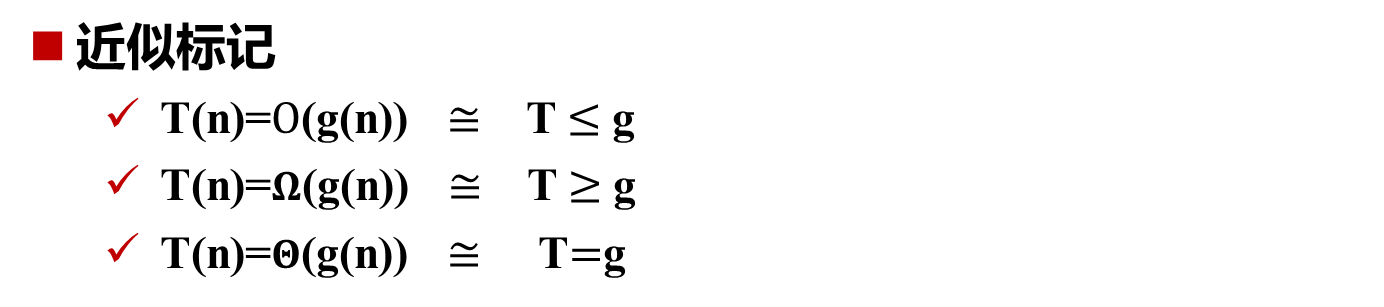 近似标记
T(n)=O(g(n)) ≅ T ≤ g
T(n)=Ω(g(n)) ≅ T ≥ g
T(n)=Θ(g(n)) ≅ T=g